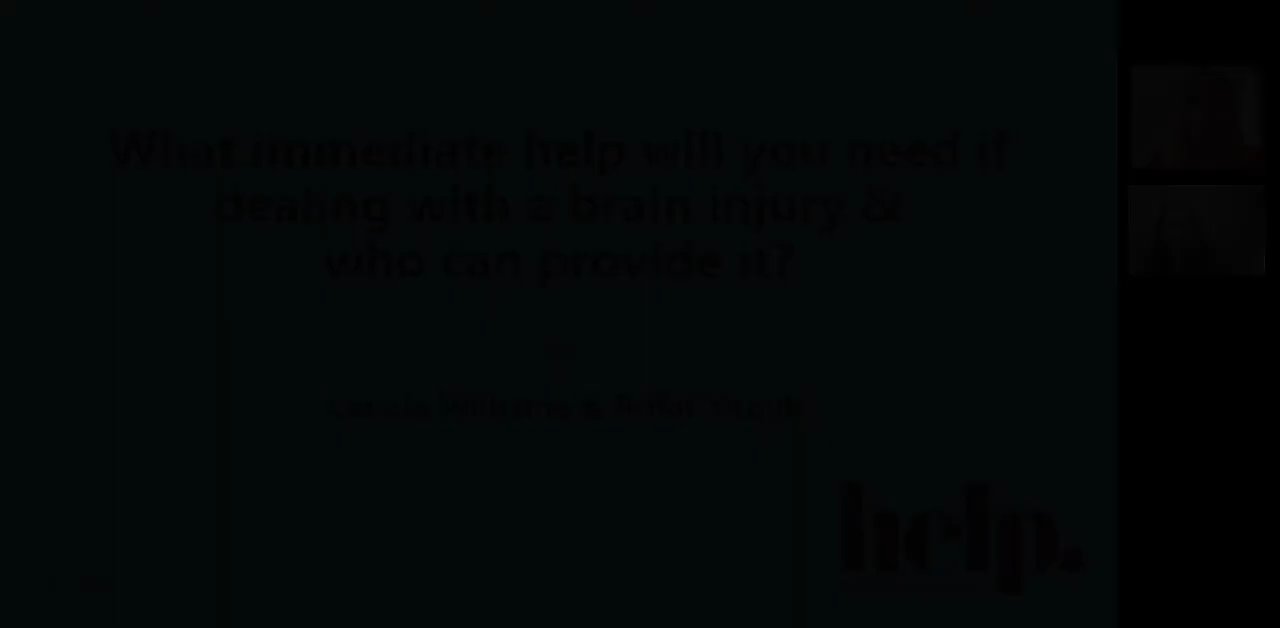 What immediate help will you need if
dealing with a brain injury &
who can provide it?
help.